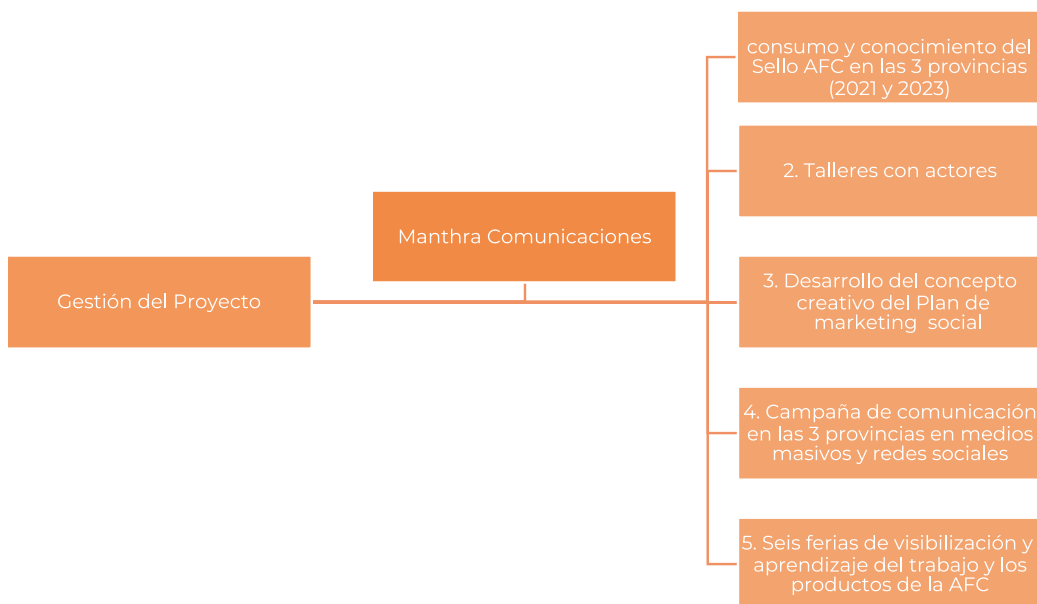 Gestión del Proyecto
Manthra Comunicaciones
consumo y conocimiento del
Sello AFC en las 3 provincias
(2021 y 2023)
2. Talleres con actores
3. Desarrollo del concepto
creativo del Plan de
marketing social
4. Campaña de comunicación
en las 3 provincias en medios
masivos y redes sociales
5. Seis ferias de visibilización y
aprendizaje del trabajo y los
productos de la AFC